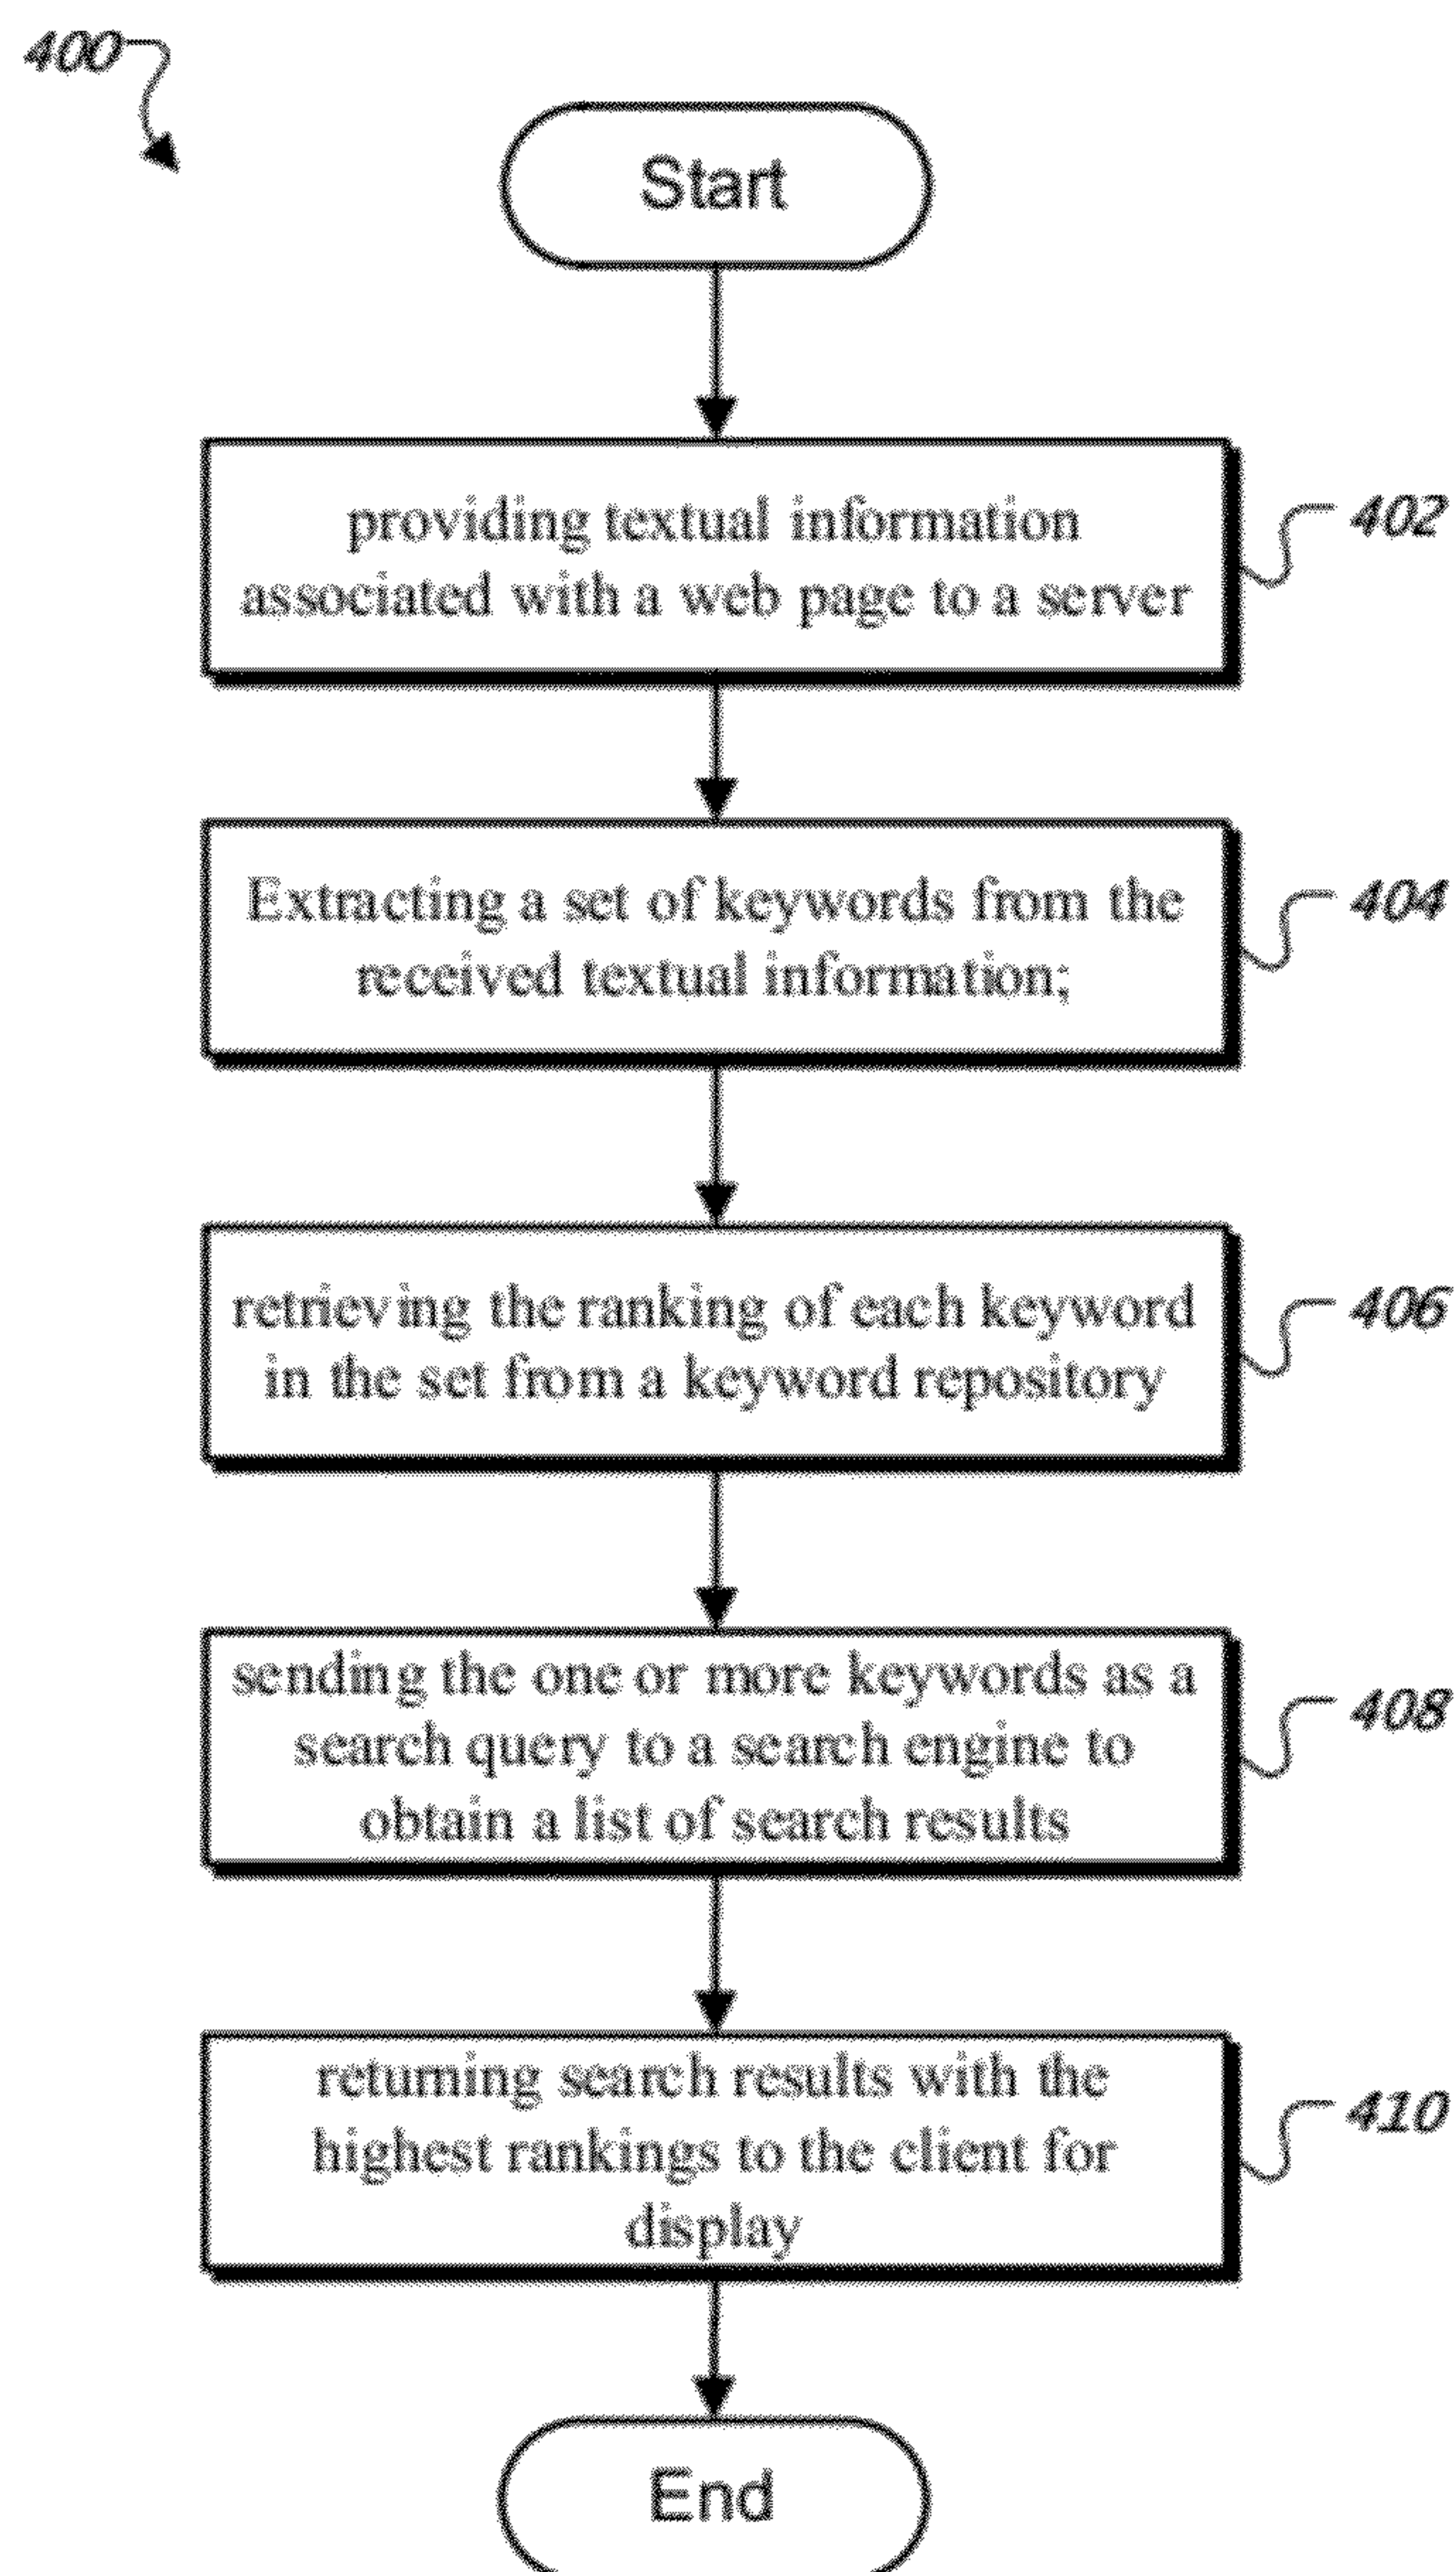 400
Start
providing textual information
associated with a web page to a server
402
Extracting a set of keywords from the
received textual information;
404
retrieving the ranking of each keyword
in the set from a keyword repository
406
sending the one or more keywords as a
search query to a search engine to
obtain a list of search results
408
returning search results with the
highest rankings to the client for
display
410
End